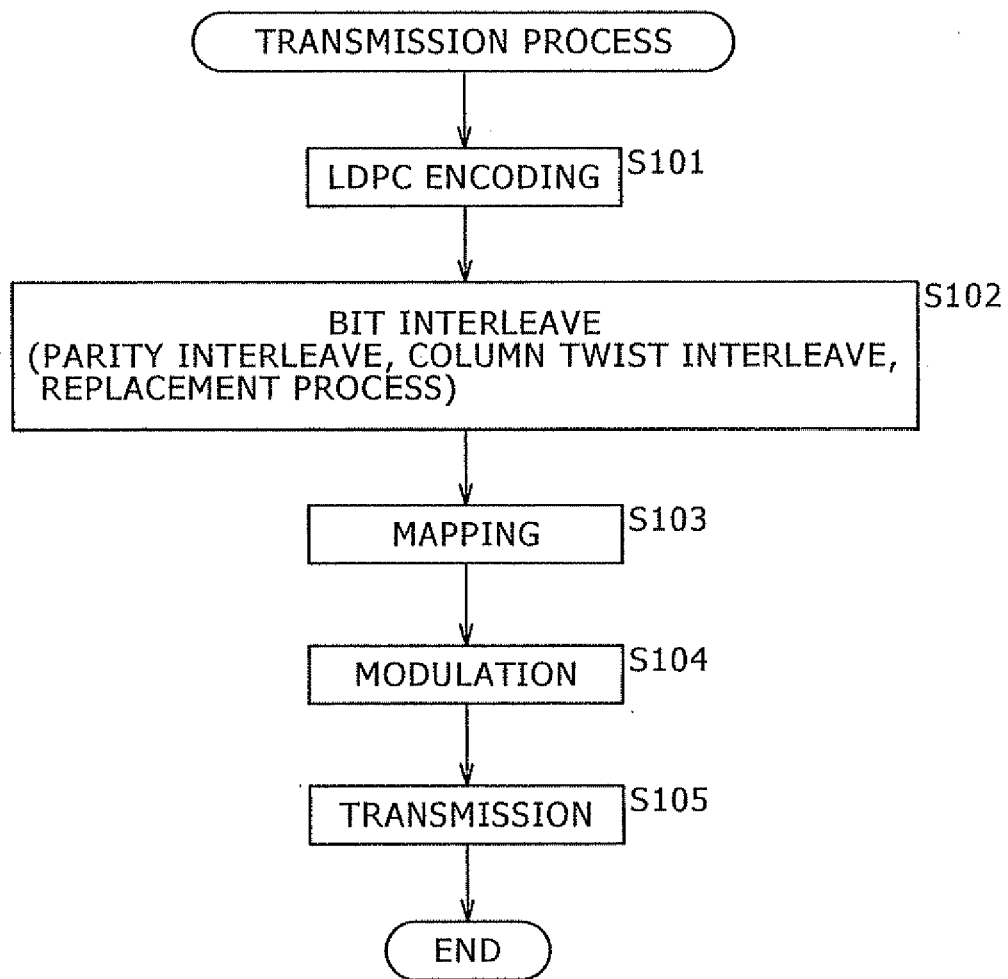 TRANSMISSION PROCESS
LDPC ENCODING
S101
BIT INTERLEAVE
(PARITY INTERLEAVE, COLUMN TWIST INTERLEAVE,
REPLACEMENT PROCESS)
S102
MAPPING
S103
MODULATION
S104
TRANSMISSION
S105
END